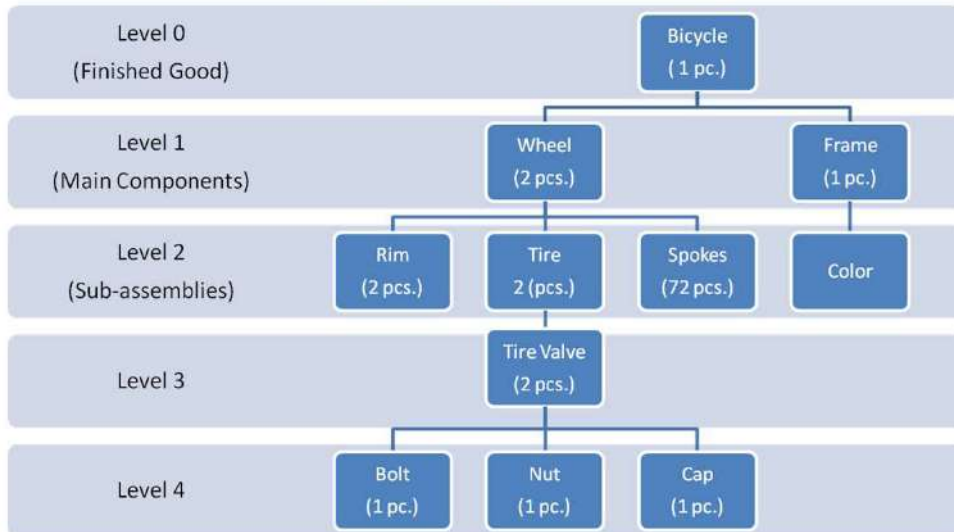 Level 0
(Finished Good)
Bicycle
( 1 pc.)
Level 1
(Main Components)
Wheel
(2 pcs.)
Frame
(1 pc.)
Level 2
(Sub-assemblies)
Rim
(2 pcs.)
Tire
2 (pcs.)
Spokes
(72 pcs.)
Color
Level 3
Tire Valve
(2 pcs.)
Level 4
Bolt
(1 pc.)
Nut
(1 pc.)
Cap
(1 pc.)